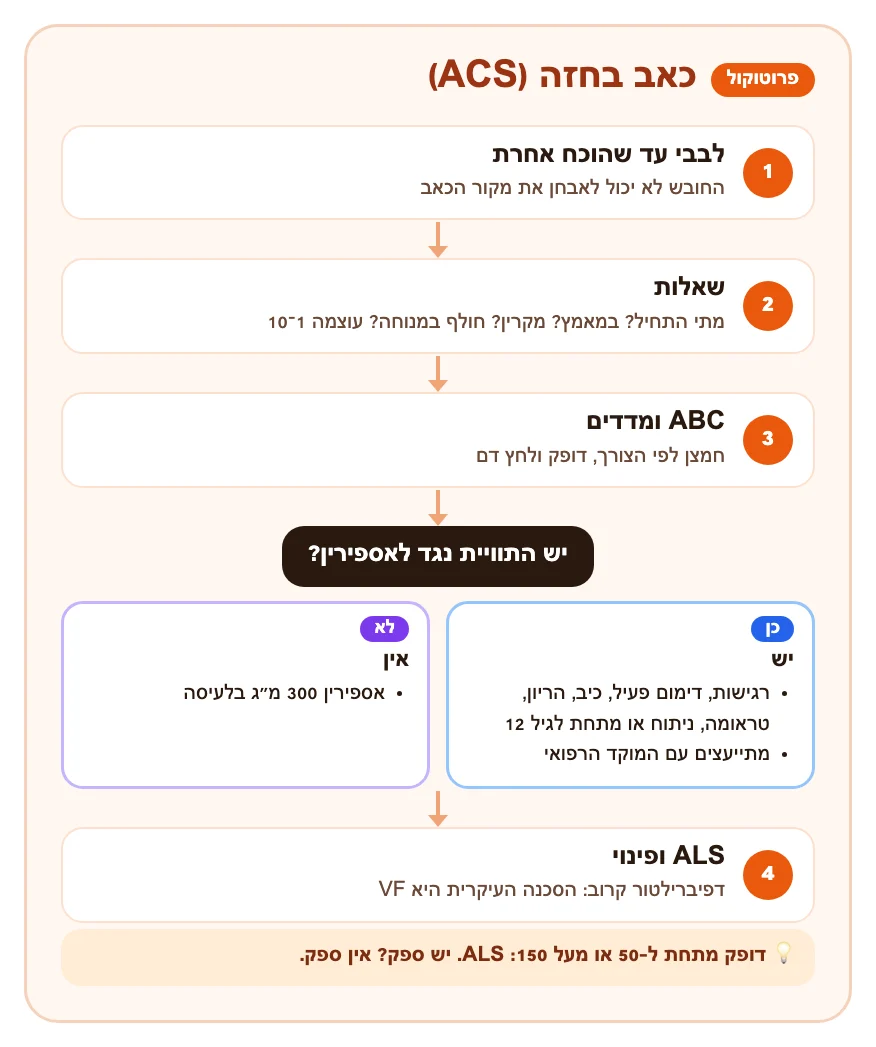 פרוטוקול
כאב בחזה (ACS)
1
לבבי עד שהוכח אחרת
החובש לא יכול לאבחן את מקור הכאב
2
שאלות
מתי התחיל? במאמץ? מקרין? חולף במנוחה? עוצמה 1־10
3
ABC ומדדים
חמצן לפי הצורך, דופק ולחץ דם
יש התוויית נגד לאספירין?
כן
יש
• רגישות, דימום פעיל, כיב, הריון,
טראומה, ניתוח או מתחת לגיל 12
• מתייעצים עם המוקד הרפואי
לא
אין
• אספירין 300 מ״ג בלעיסה
4
ALS ופינוי
דפיברילטור קרוב: הסכנה העיקרית היא VF
💡 דופק מתחת ל-50 או מעל 150: ALS. יש ספק? אין ספק.